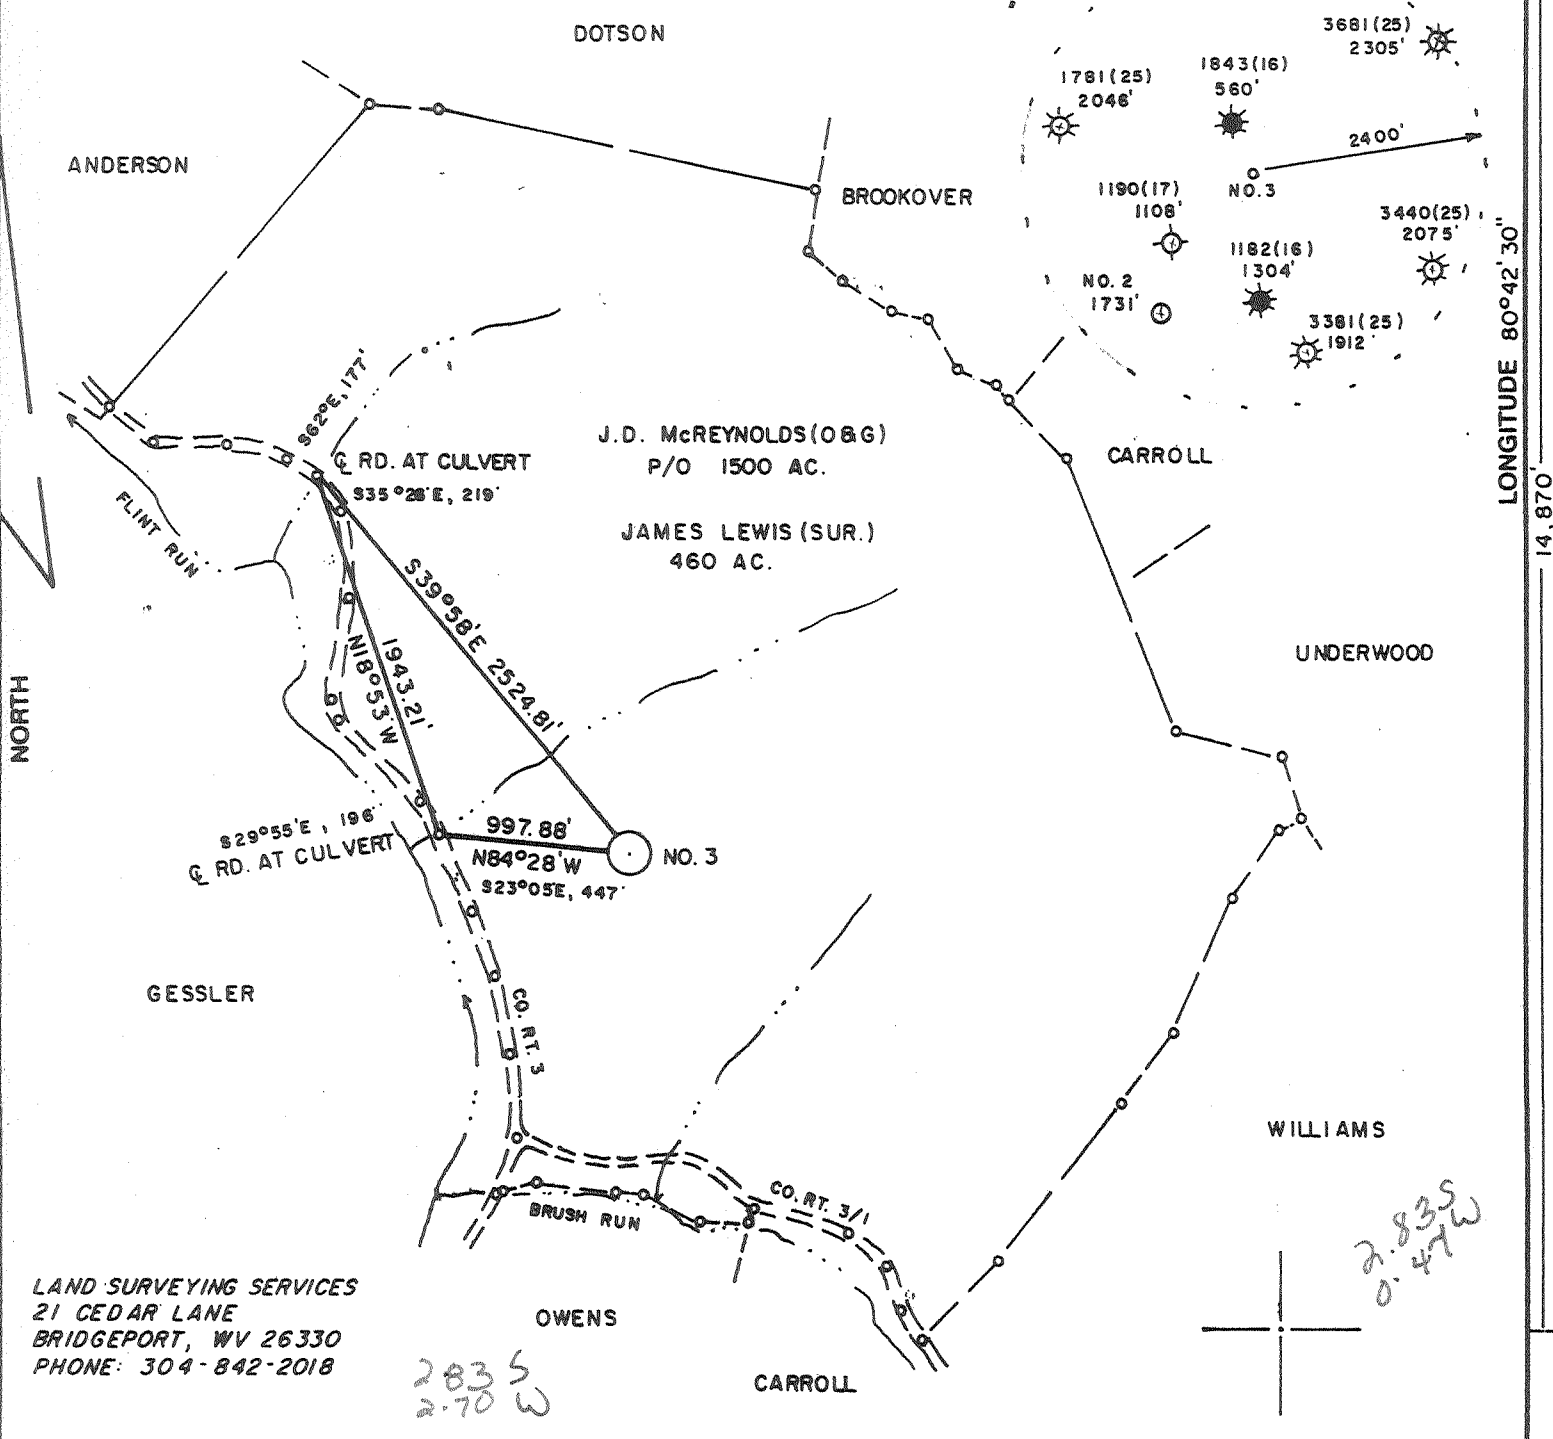 DOTSON
3681(25)
2305'
1843(16)
560'
1781(25)
2046'
2400'
ANDERSON
BROOKOVER
1190(17)
1108'
NO.3
3440(25)
2075'
1182(16)
1304'
NO. 2
1731'
3381(25)
1912'
LONGITUDE 80°42'30"
14,870'
S62°E, 177'
J.D. McREYNOLDS (O&G)
P/O 1500 AC.
℄ RD. AT CULVERT
S35°28'E, 219'
CARROLL
FLINT RUN
JAMES LEWIS (SUR.)
460 AC.
S39°58'E 2524.81'
1943.21'
N18°53'W
UNDERWOOD
NORTH
S29°55'E, 196'
℄ RD. AT CULVERT
997.88'
N84°28'W
S23°05'E, 447'
NO. 3
GESSLER
CO. RT. 3
WILLIAMS
CO. RT. 3/1
BRUSH RUN
2.83 S
0.47 W
LAND SURVEYING SERVICES
21 CEDAR LANE
BRIDGEPORT, WV 26330
PHONE: 304-842-2018
OWENS
283 S
2.70 W
CARROLL